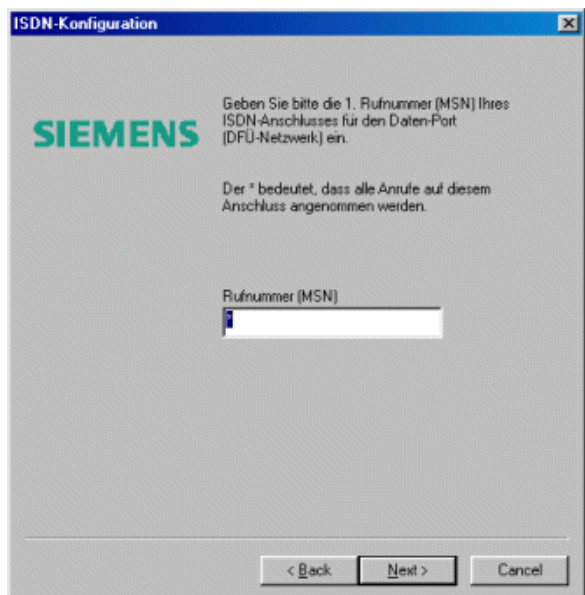 ISDN-Konfiguration
SIEMENS
Geben Sie bitte die 1. Rufnummer (MSN) Ihres
ISDN-Anschlusses für den Daten-Port
(DFÜ-Netzwerk) ein.
Der * bedeutet, dass alle Anrufe auf diesem
Anschluss angenommen werden.
Rufnummer (MSN)
*
< Back
Next >
Cancel